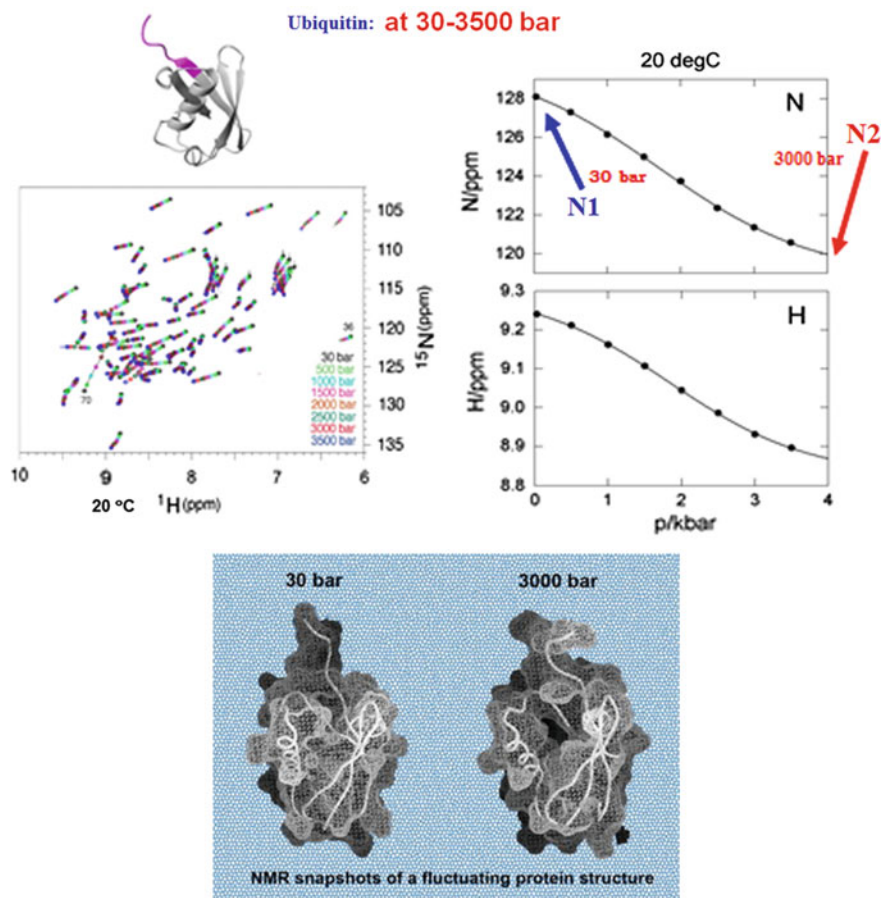 Ubiquitin: at 30-3500 bar
105
110
115
120
125
130
135
¹⁵N(ppm)
36
70
30 bar
500 bar
1000 bar
1500 bar
2000 bar
2500 bar
3000 bar
3500 bar
10 9 8 7 6
20 °C ¹H(ppm)
20 degC
128
126
124
122
120
N/ppm
N
N1
30 bar
3000 bar
N2
9.3
9.2
9.1
9.0
8.9
8.8
H/ppm
H
0 1 2 3 4
p/kbar
30 bar 3000 bar
NMR snapshots of a fluctuating protein structure